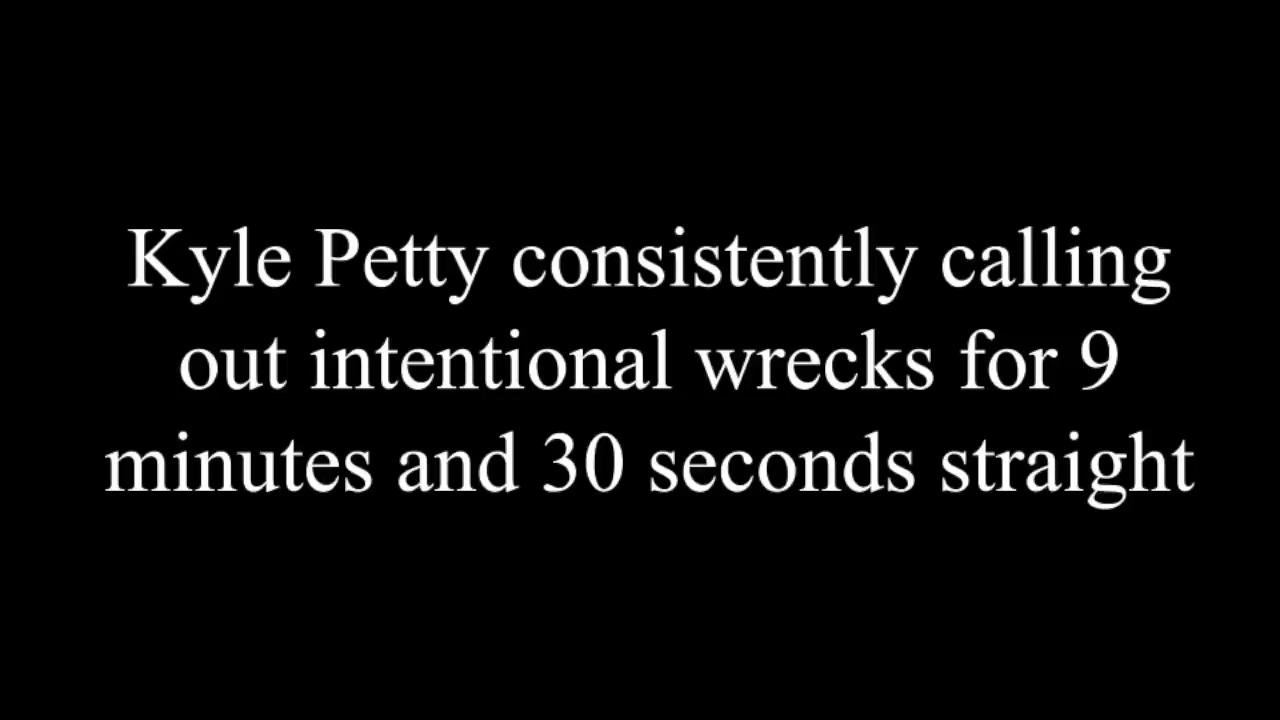 Kyle Petty consistently calling
out intentional wrecks for 9
minutes and 30 seconds straight